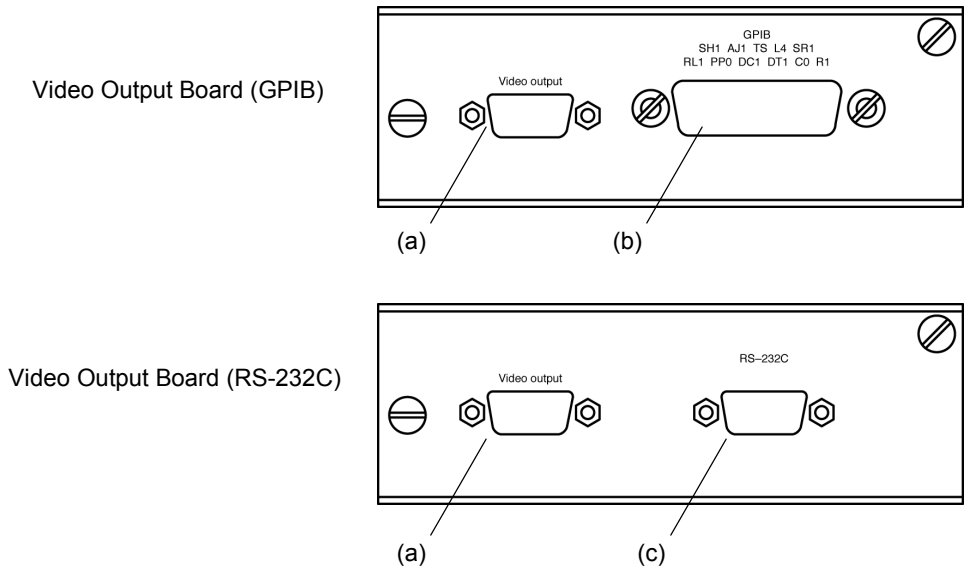 Video Output Board (GPIB)
GPIB
SH1 AJ1 TS L4 SR1
RL1 PP0 DC1 DT1 C0 R1
Video output
(a)
(b)
Video Output Board (RS-232C)
RS–232C
Video output
(a)
(c)